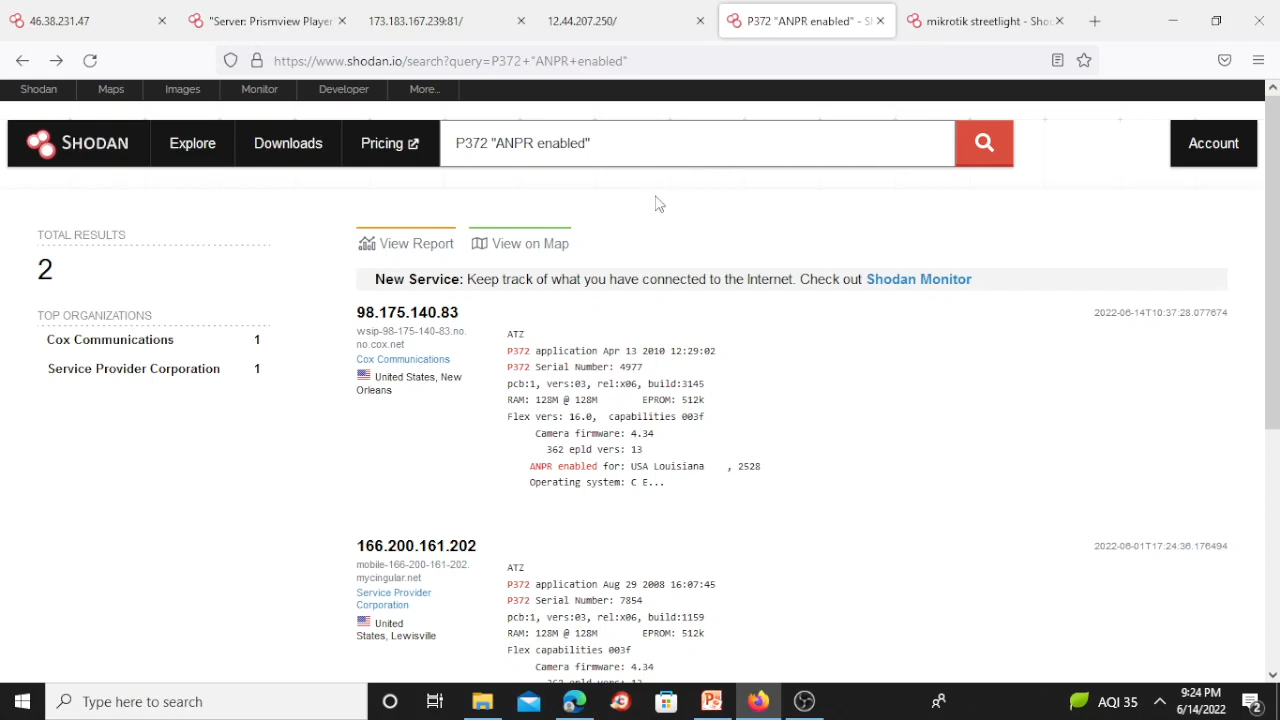 46.38.231.47
"Server: Prismview Player"
173.183.167.239:81/
12.44.207.250/
P372 "ANPR enabled" - S
mikrotik streetlight - Sho
https://www.shodan.io/search?query=P372+"ANPR+enabled"
Shodan Maps Images Monitor Developer More...
SHODAN Explore Downloads Pricing P372 "ANPR enabled" Account
TOTAL RESULTS
2
TOP ORGANIZATIONS
Cox Communications 1
Service Provider Corporation 1
View Report View on Map
New Service: Keep track of what you have connected to the Internet. Check out Shodan Monitor
98.175.140.83
2022-06-14T10:37:28.077674
wsip-98-175-140-83.no.
no.cox.net
Cox Communications
United States, New
Orleans
ATZ
P372 application Apr 13 2010 12:29:02
P372 Serial Number: 4977
pcb:1, vers:03, rel:x06, build:3145
RAM: 128M @ 128M EPROM: 512k
Flex vers: 16.0, capabilities 003f
Camera firmware: 4.34
362 epld vers: 13
ANPR enabled for: USA Louisiana , 2528
Operating system: C E...
166.200.161.202
2022-06-01T17:24:36.176494
mobile-166-200-161-202.
mycingular.net
Service Provider
Corporation
United
States, Lewisville
ATZ
P372 application Aug 29 2008 16:07:45
P372 Serial Number: 7854
pcb:1, vers:03, rel:x06, build:1159
RAM: 128M @ 128M EPROM: 512k
Flex capabilities 003f
Camera firmware: 4.34
362 epld vers: 13
Type here to search
AQI 35
9:24 PM
6/14/2022
2